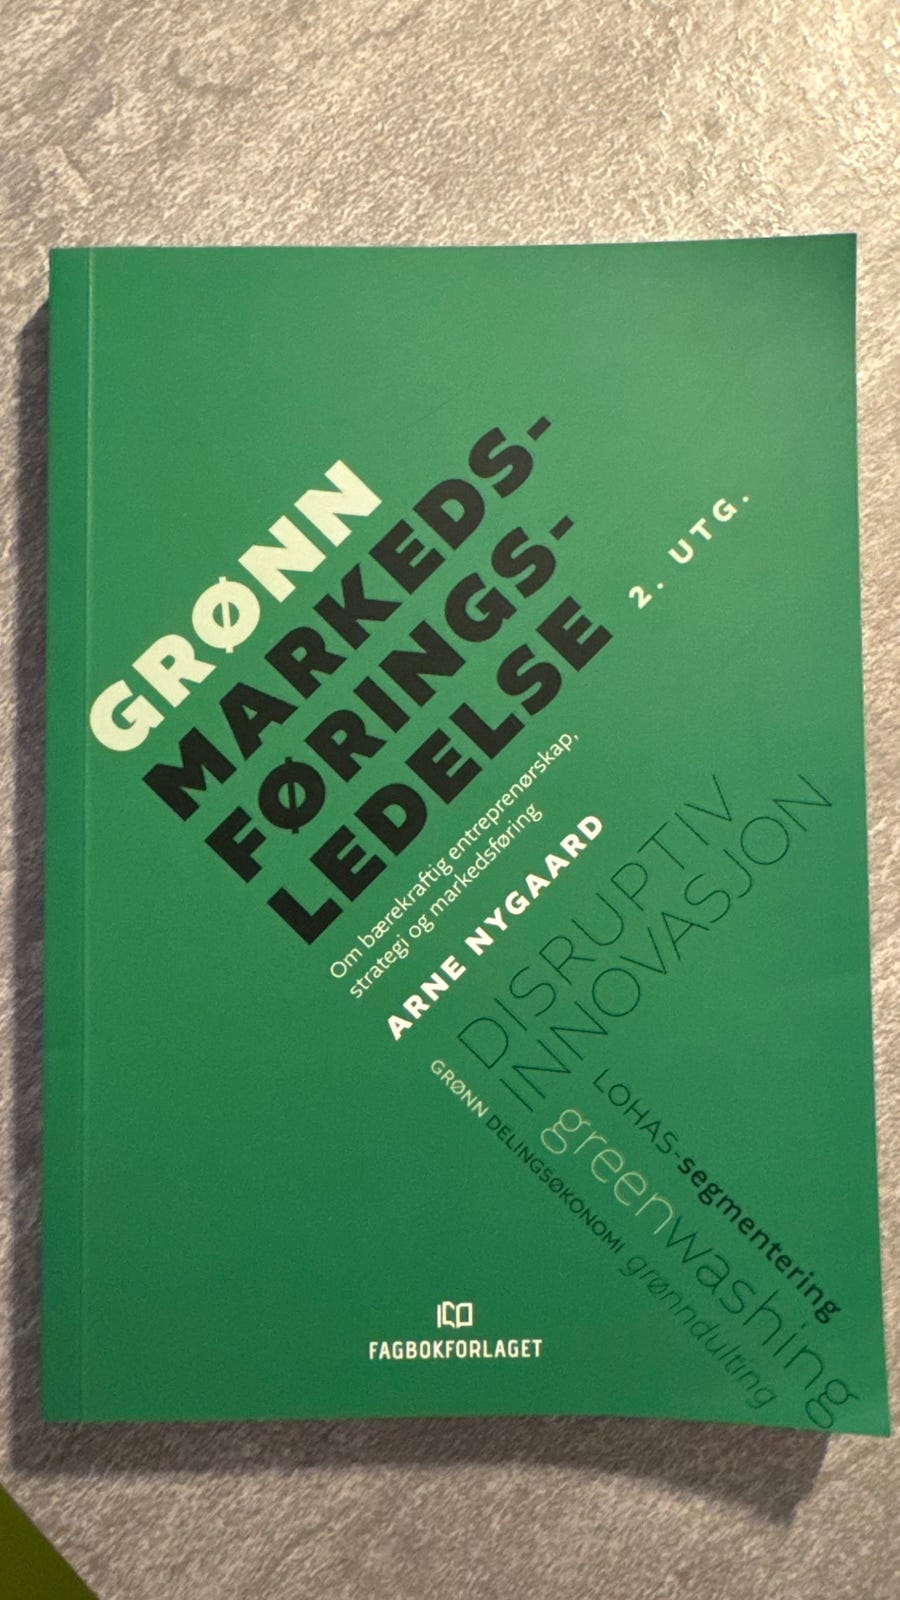 GRØNN
MARKEDS-
FØRINGS-
LEDELSE
2. UTG.
Om bærekraftig entreprenørskap,
strategi og markedsføring
ARNE NYGAARD
DISRUPTIV
INNOVASJON
LOHAS-segmentering
greenwashing
GRØNN DELINGSØKONOMI grønndulting
FAGBOKFORLAGET